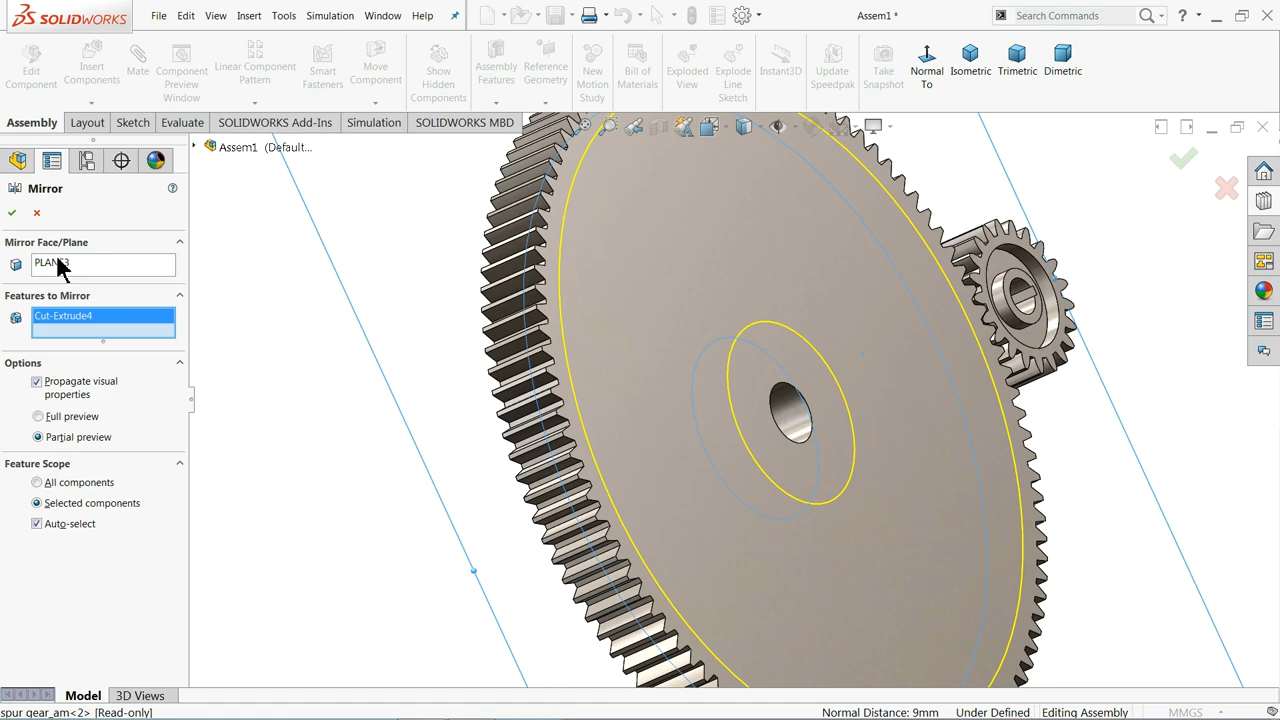 SOLIDWORKS
File Edit View Insert Tools Simulation Window Help
Assem1 *
Search Commands
?
Edit Component
Insert Components
Mate
Component Preview Window
Linear Component Pattern
Smart Fasteners
Move Component
Show Hidden Components
Assembly Features
Reference Geometry
New Motion Study
Bill of Materials
Exploded View
Explode Line Sketch
Instant3D
Update Speedpak
Take Snapshot
Normal To
Isometric
Trimetric
Dimetric
Assembly Layout Sketch Evaluate SOLIDWORKS Add-Ins Simulation SOLIDWORKS MBD
Assem1 (Default...
Mirror
Mirror Face/Plane
Features to Mirror
Cut-Extrude4
Options
Propagate visual
properties
Full preview
Partial preview
Feature Scope
All components
Selected components
Auto-select
Model 3D Views
spur gear_am<2> [Read-only]
Normal Distance: 9mm Under Defined Editing Assembly MMGS